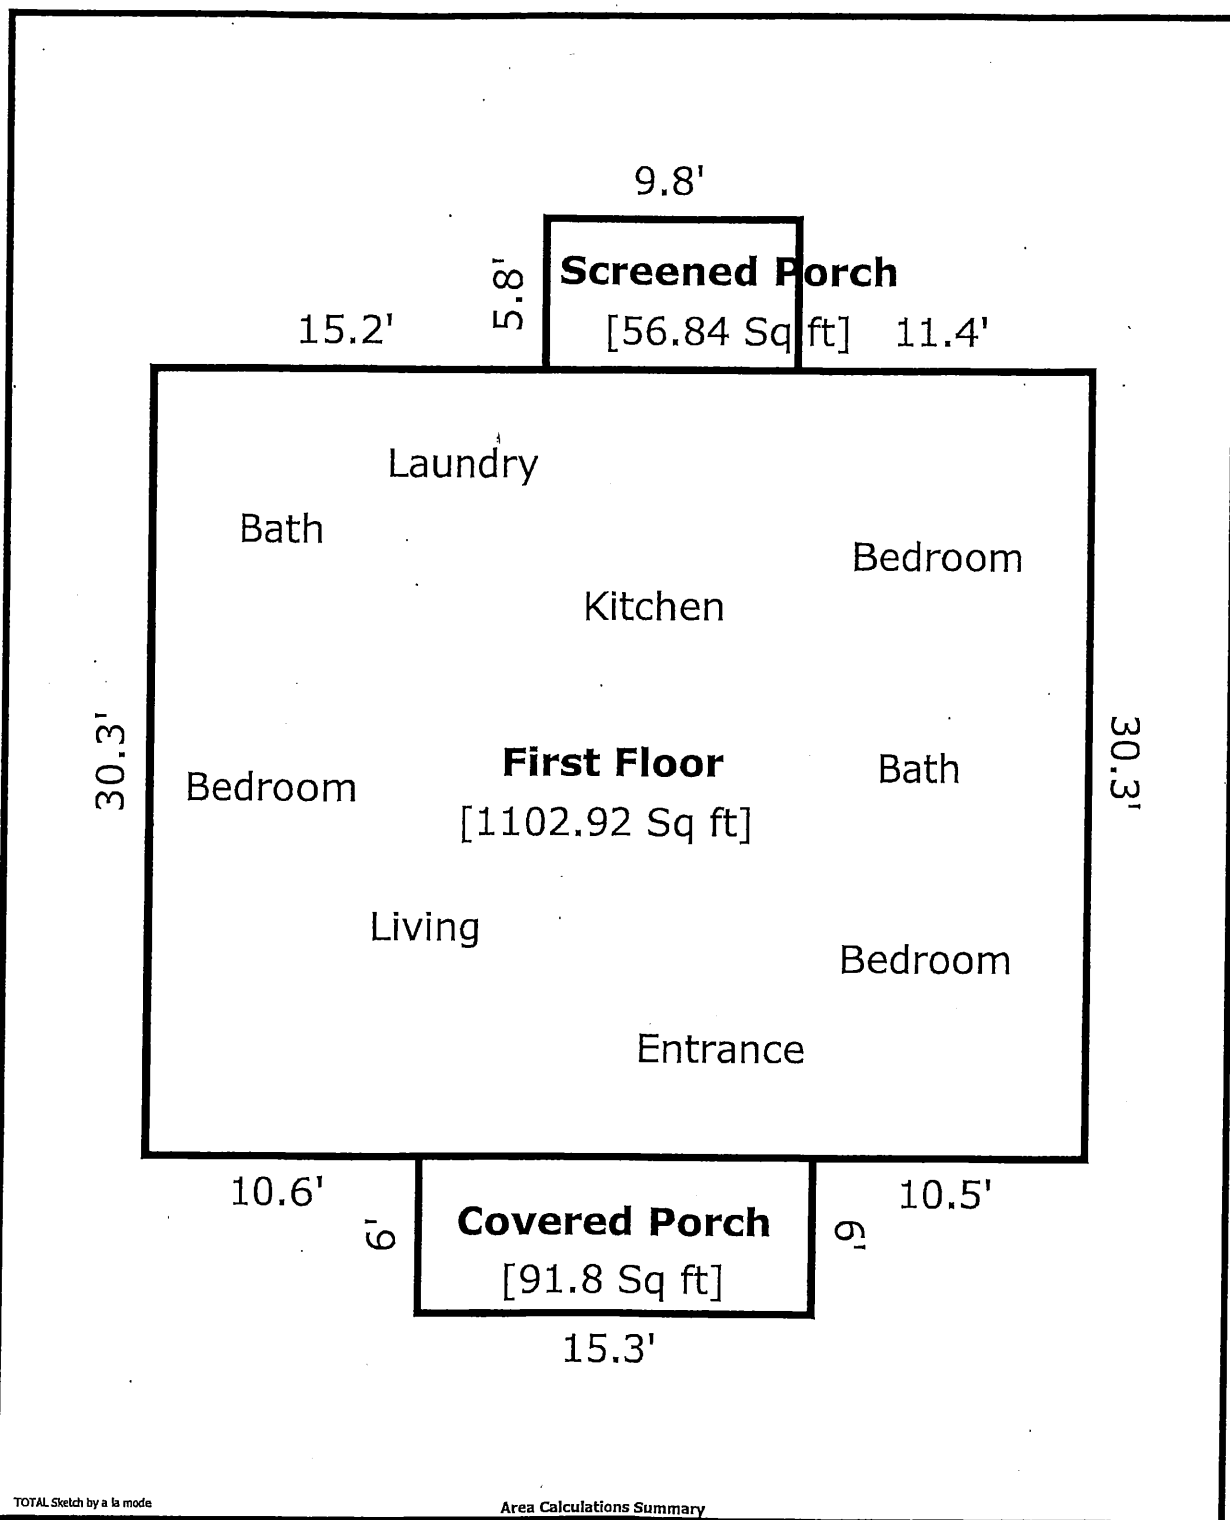 9.8'
5.8'
Screened Porch
[56.84 Sq ft]
15.2'
11.4'
Laundry
Bath
Bedroom
Kitchen
30.3'
First Floor
[1102.92 Sq ft]
Bedroom
Bath
30.3'
Living
Bedroom
Entrance
10.6'
10.5'
6'
Covered Porch
[91.8 Sq ft]
6'
15.3'
TOTAL Sketch by a la mode
Area Calculations Summary